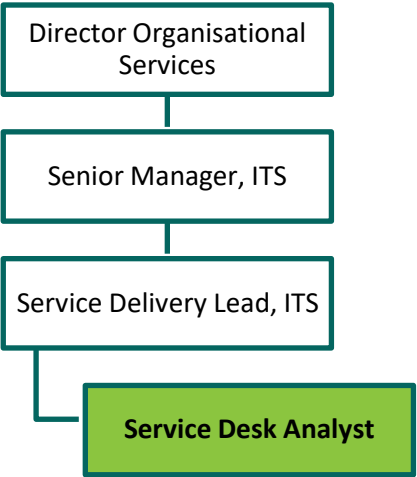 Director Organisational
Services
Senior Manager, ITS
Service Delivery Lead, ITS
Service Desk Analyst